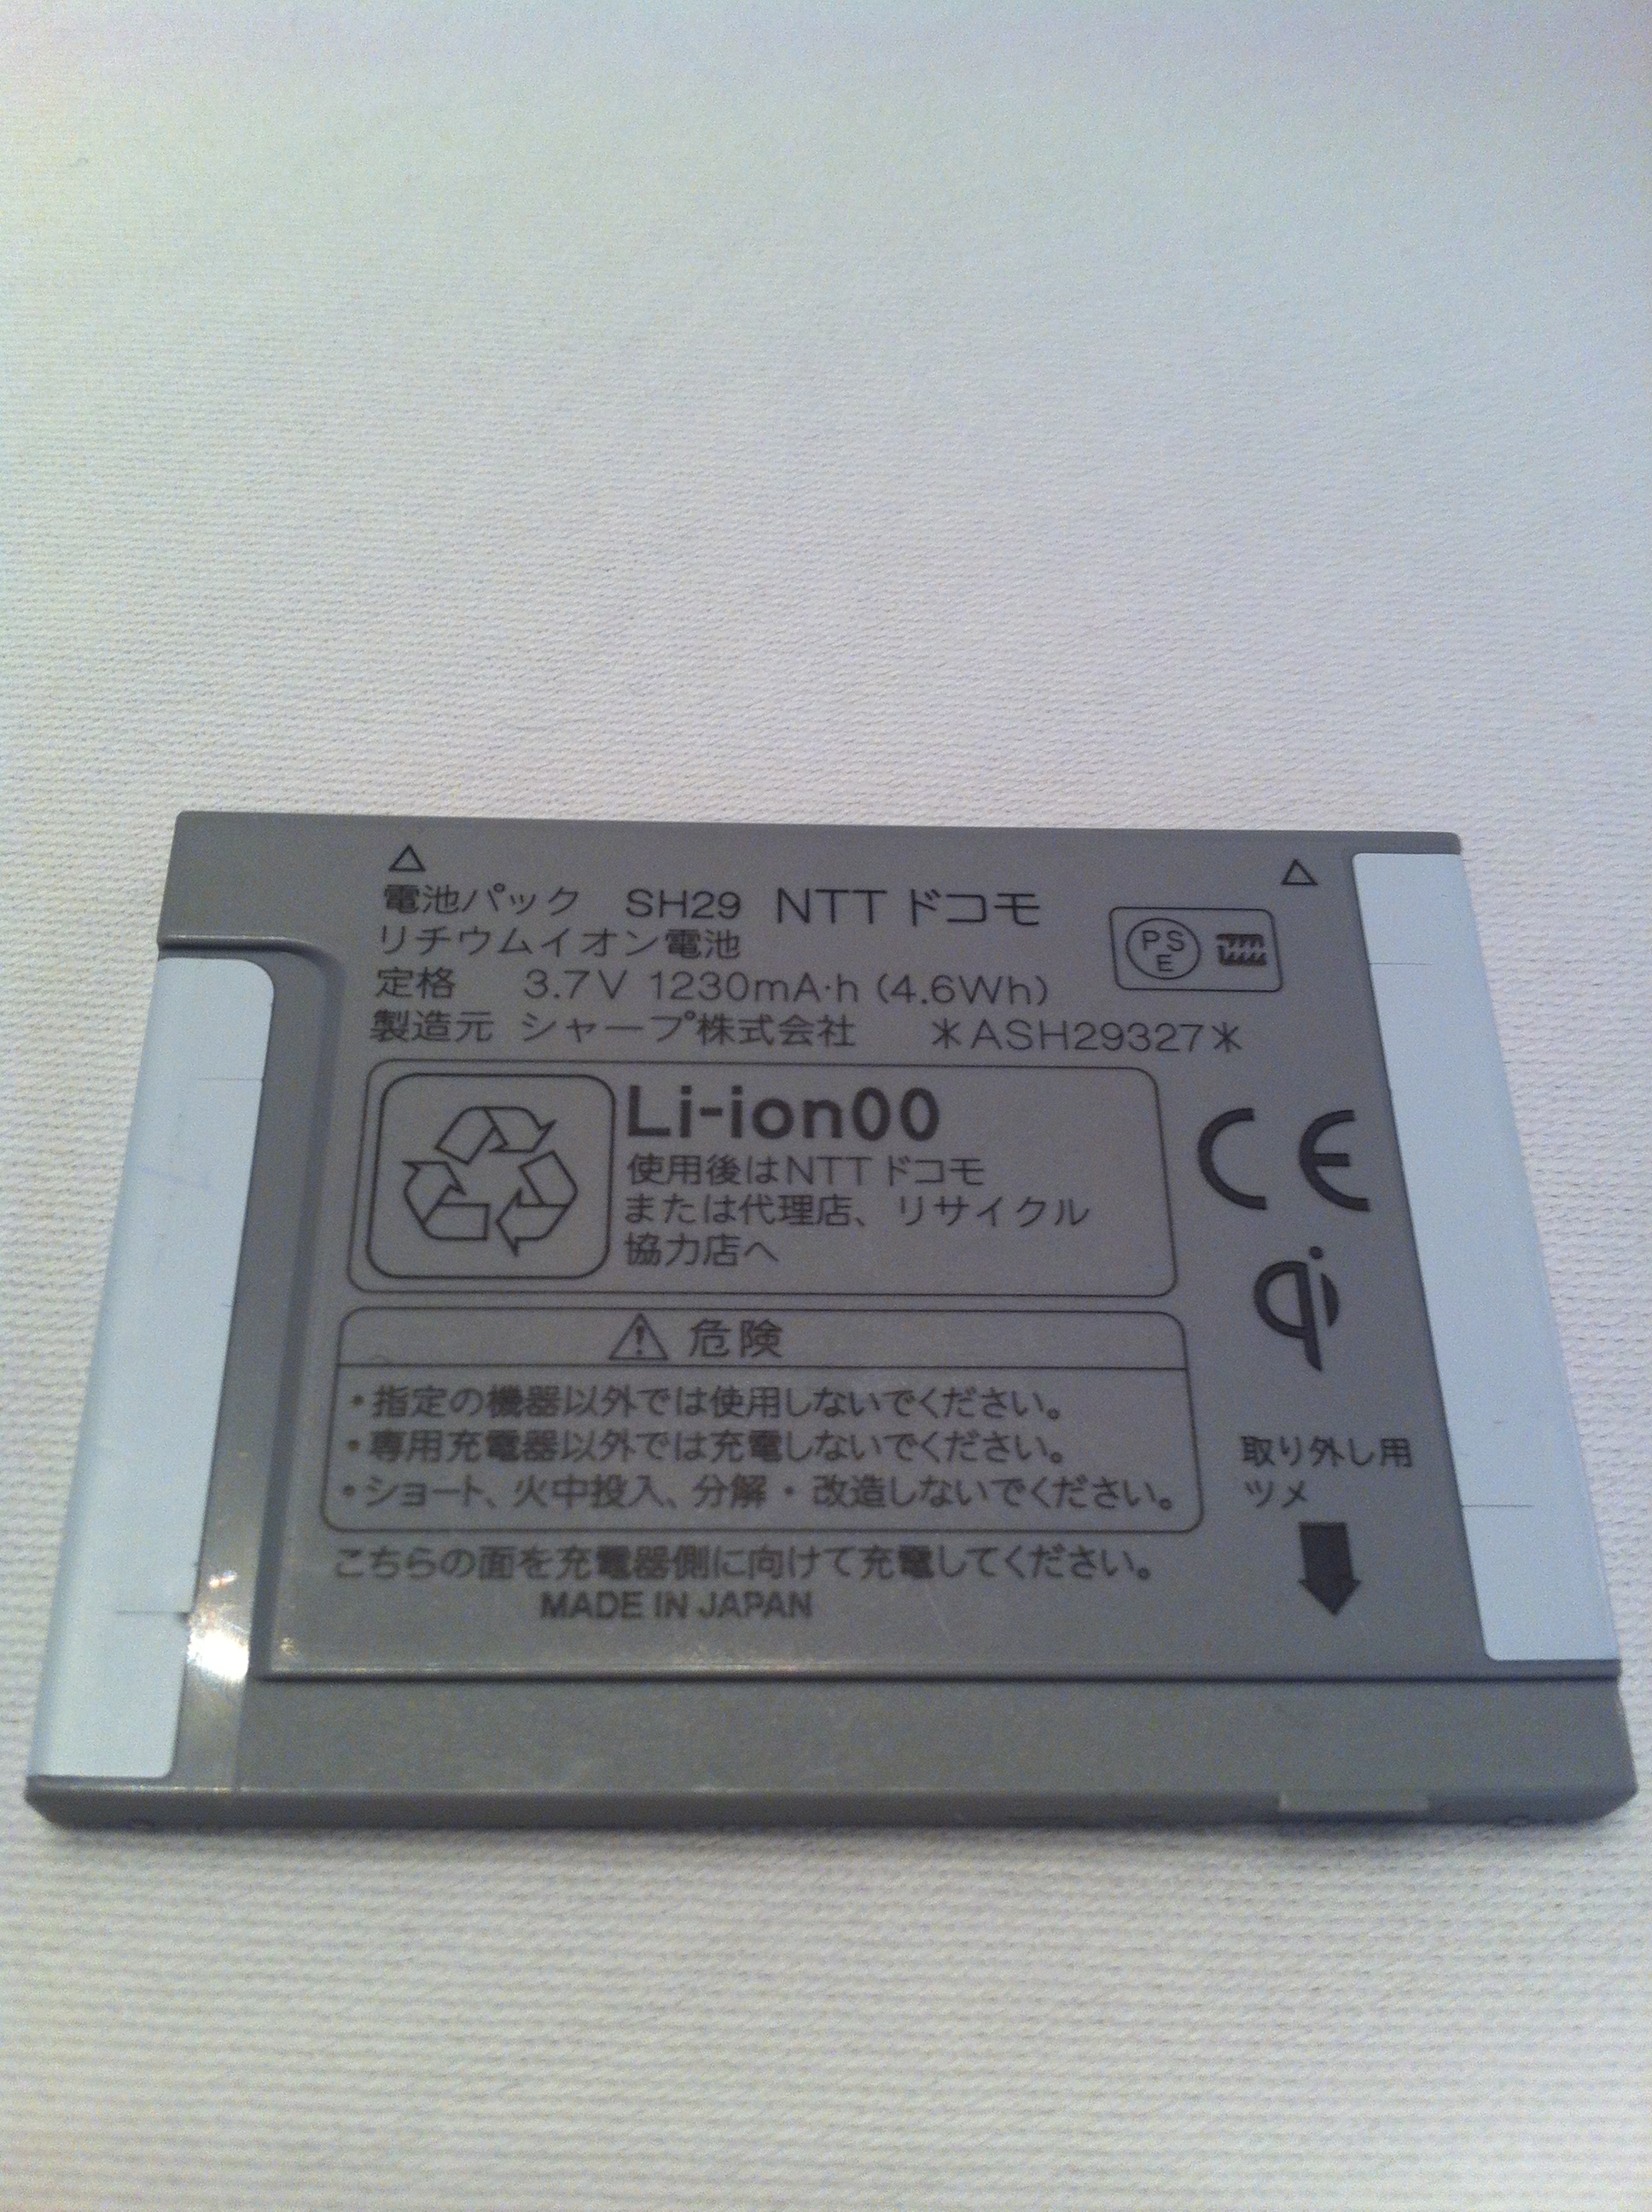 電池パック SH29 NTT ドコモ
リチウムイオン電池
定格 3.7V 1230mA·h (4.6Wh)
製造元 シャープ株式会社 *ASH29327*
PS
E
Li-ion00
使用後はNTT ドコモ
または代理店、リサイクル
協力店へ
CE
qi
危険
・指定の機器以外では使用しないでください。
・専用充電器以外では充電しないでください。
・ショート、火中投入、分解・改造しないでください。
取り外し用
ツメ
こちらの面を充電器側に向けて充電してください。
MADE IN JAPAN